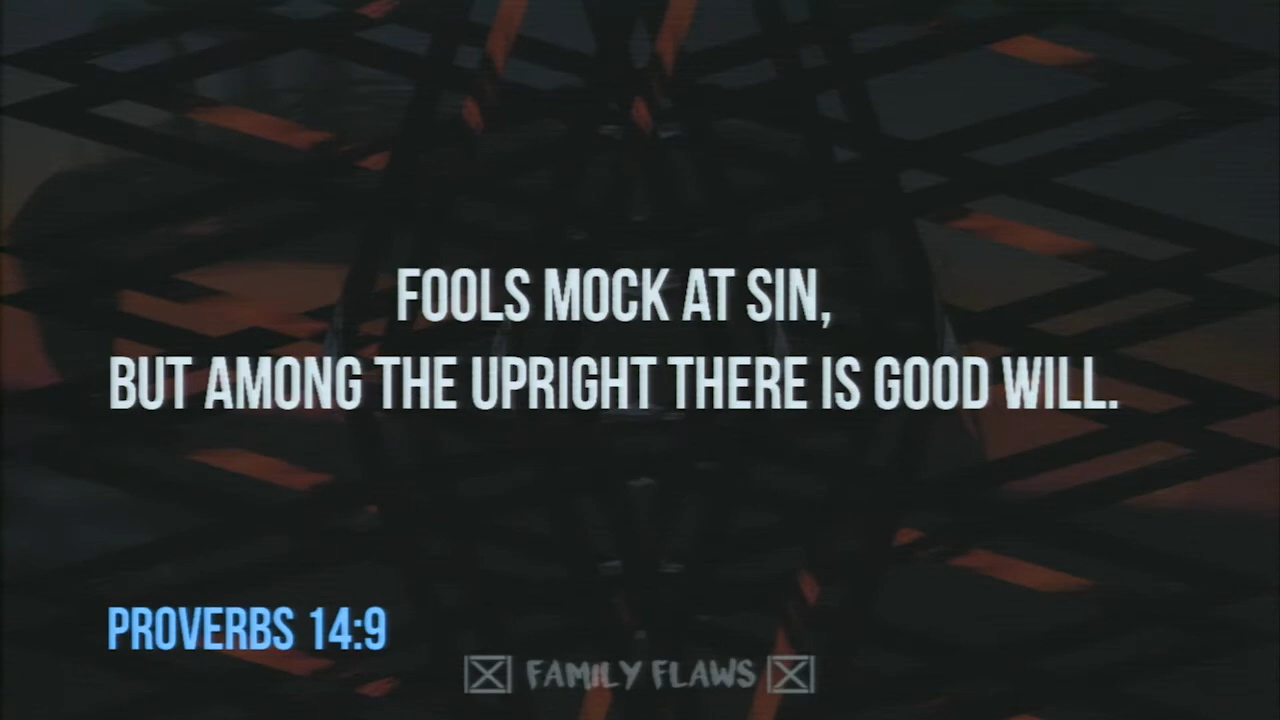 FOOLS MOCK AT SIN,
BUT AMONG THE UPRIGHT THERE IS GOOD WILL.
PROVERBS 14:9
FAMILY FLAWS